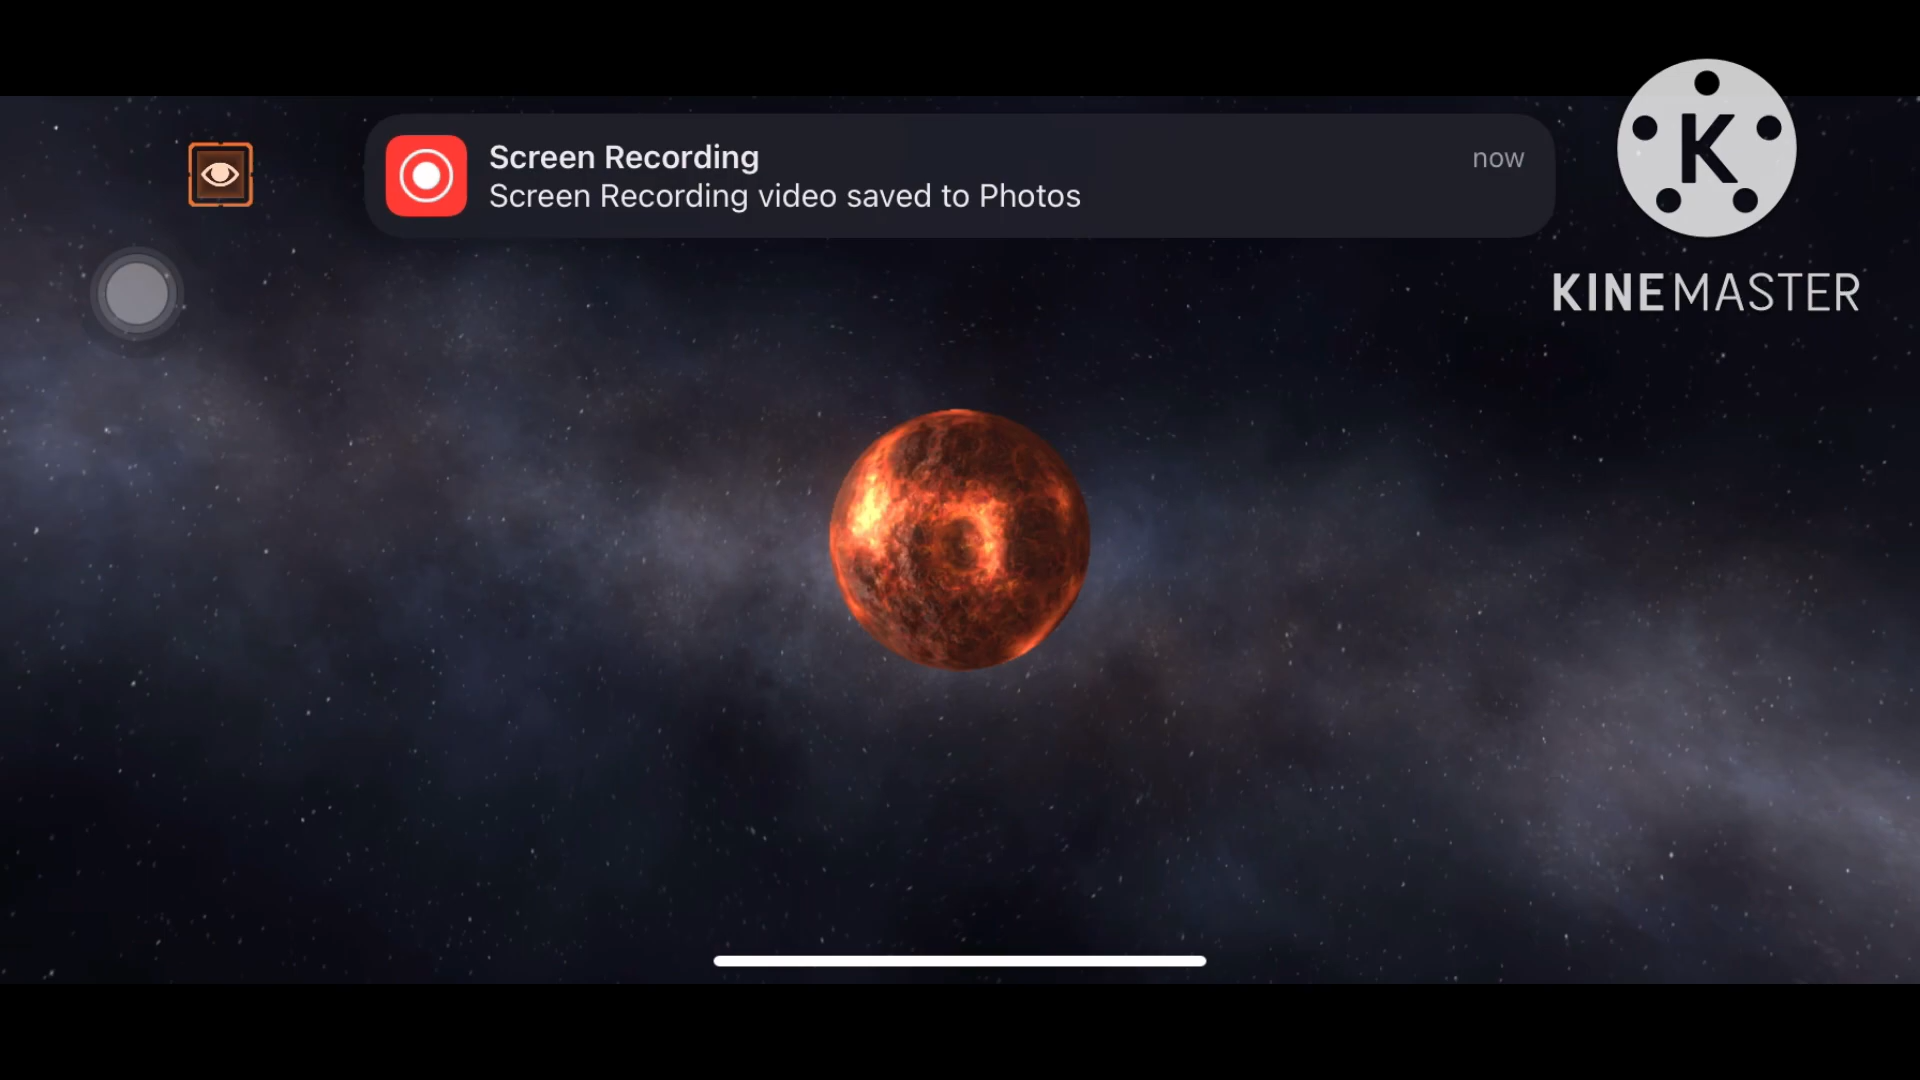 Screen Recording
now
Screen Recording video saved to Photos
K
KINEMASTER